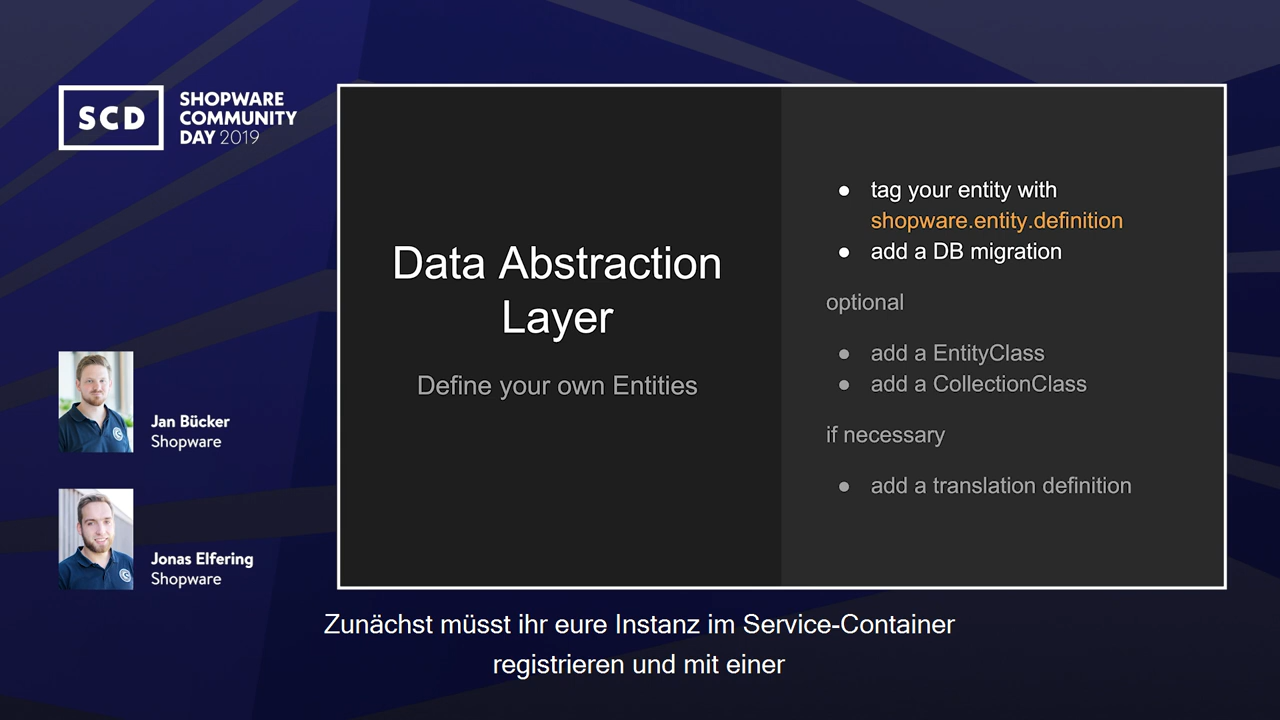 SCD
SHOPWARE
COMMUNITY
DAY 2019
Jan Bücker
Shopware
Jonas Elfering
Shopware
Data Abstraction
Layer
Define your own Entities
● tag your entity with
shopware.entity.definition
● add a DB migration
optional
● add a EntityClass
● add a CollectionClass
if necessary
● add a translation definition
Zunächst müsst ihr eure Instanz im Service-Container
registrieren und mit einer